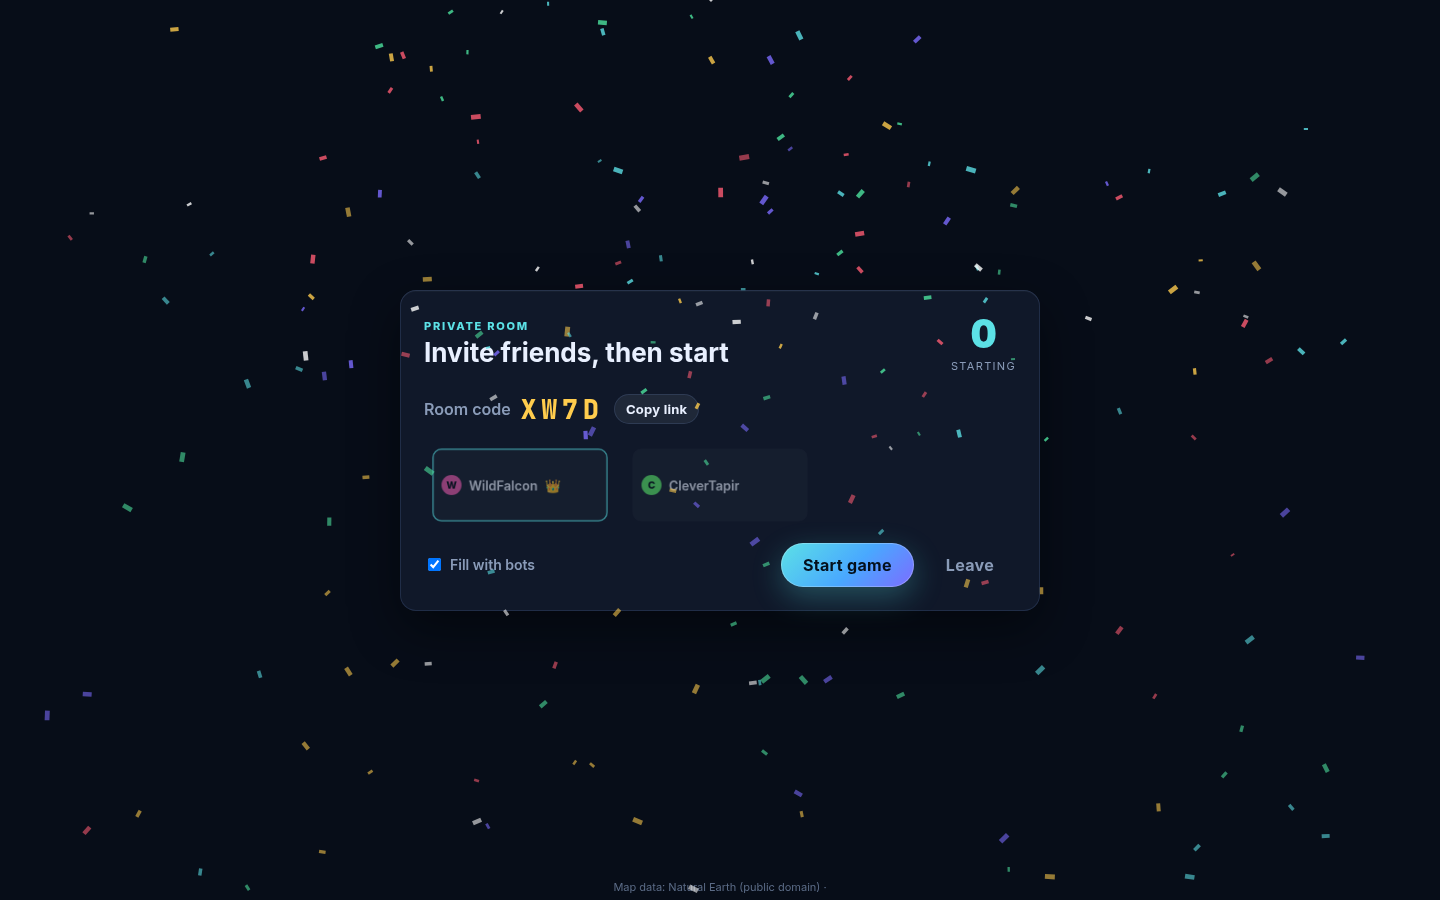 PRIVATE ROOM
Invite friends, then start
0
STARTING
Room code XW7D Copy link
W WildFalcon 👑
C CleverTapir
Fill with bots
Start game
Leave
Map data: Natural Earth (public domain) ·